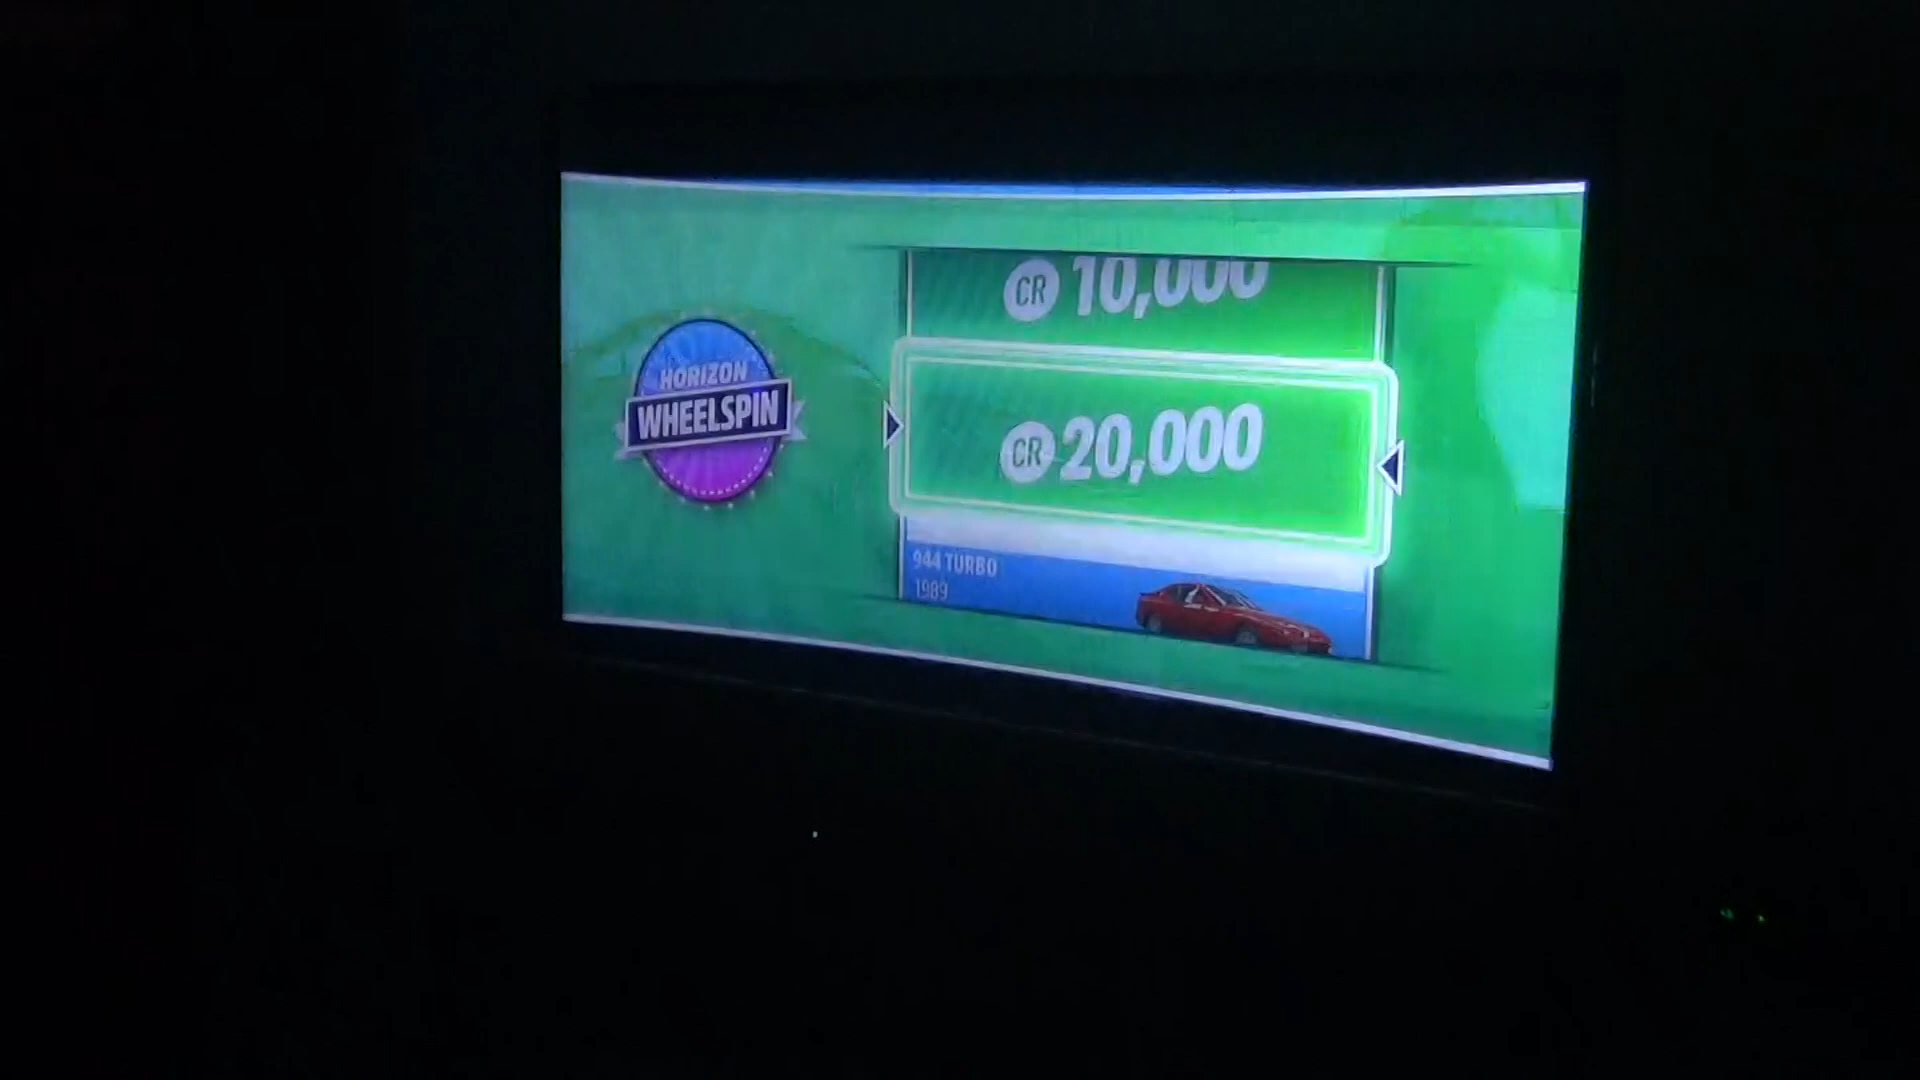 HORIZON
WHEELSPIN
CR 10,000
CR 20,000
944 TURBO
1989